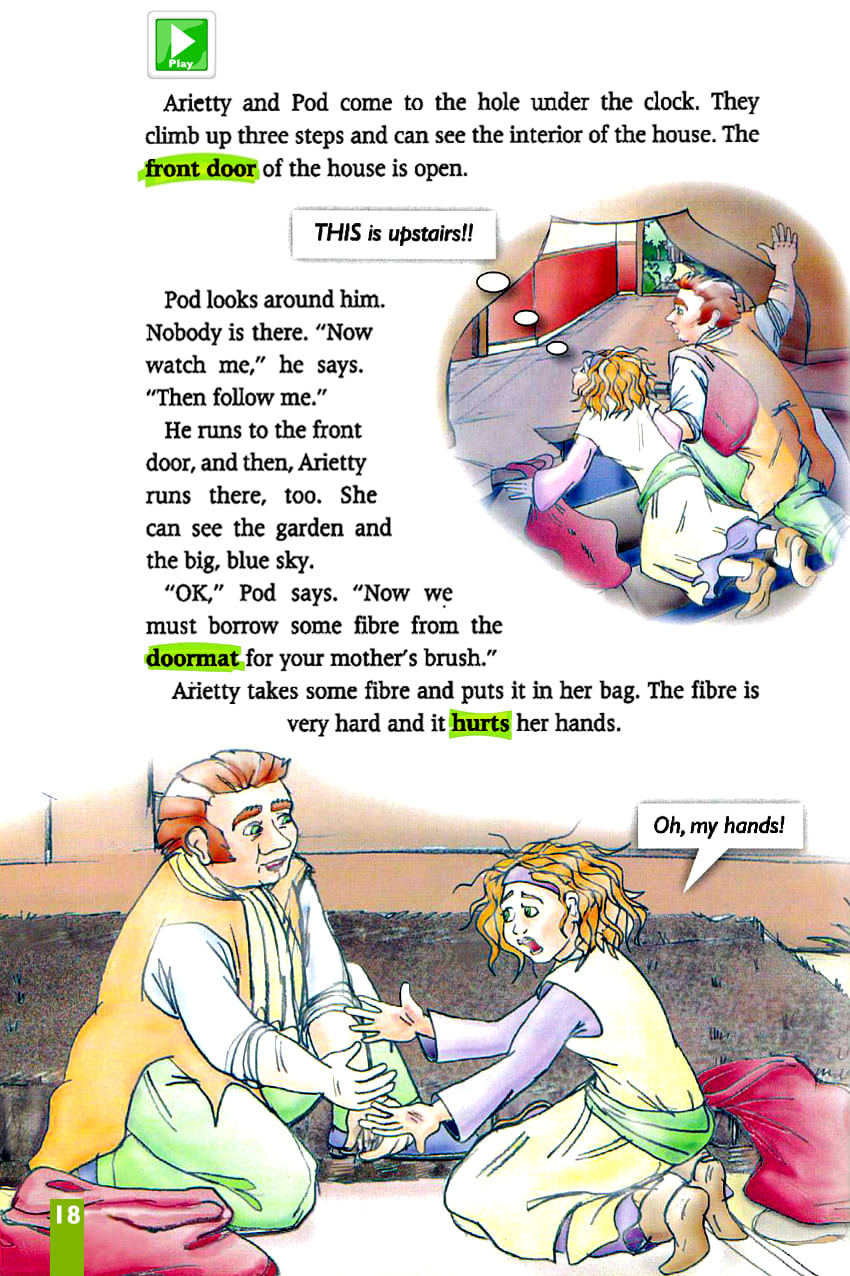 Play
Arietty and Pod come to the hole under the clock. They
climb up three steps and can see the interior of the house. The
front door of the house is open.
THIS is upstairs!!
Pod looks around him.
Nobody is there. “Now
watch me,” he says.
“Then follow me.”
He runs to the front
door, and then, Arietty
runs there, too. She
can see the garden and
the big, blue sky.
“OK,” Pod says. “Now we
must borrow some fibre from the
doormat for your mother’s brush.”
Arietty takes some fibre and puts it in her bag. The fibre is
very hard and it hurts her hands.
Oh, my hands!
18